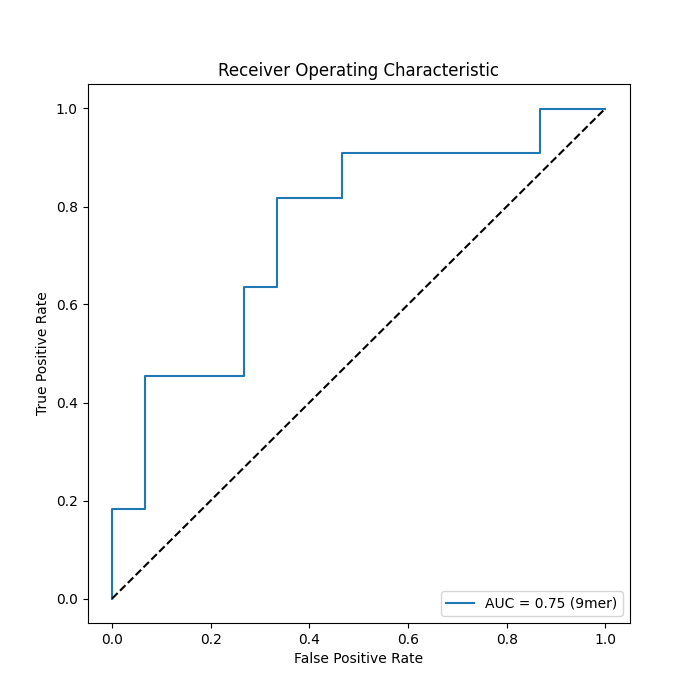 Receiver Operating Characteristic
True Positive Rate
1.0
0.8
0.6
0.4
0.2
0.0
AUC = 0.75 (9mer)
0.0 0.2 0.4 0.6 0.8 1.0
False Positive Rate